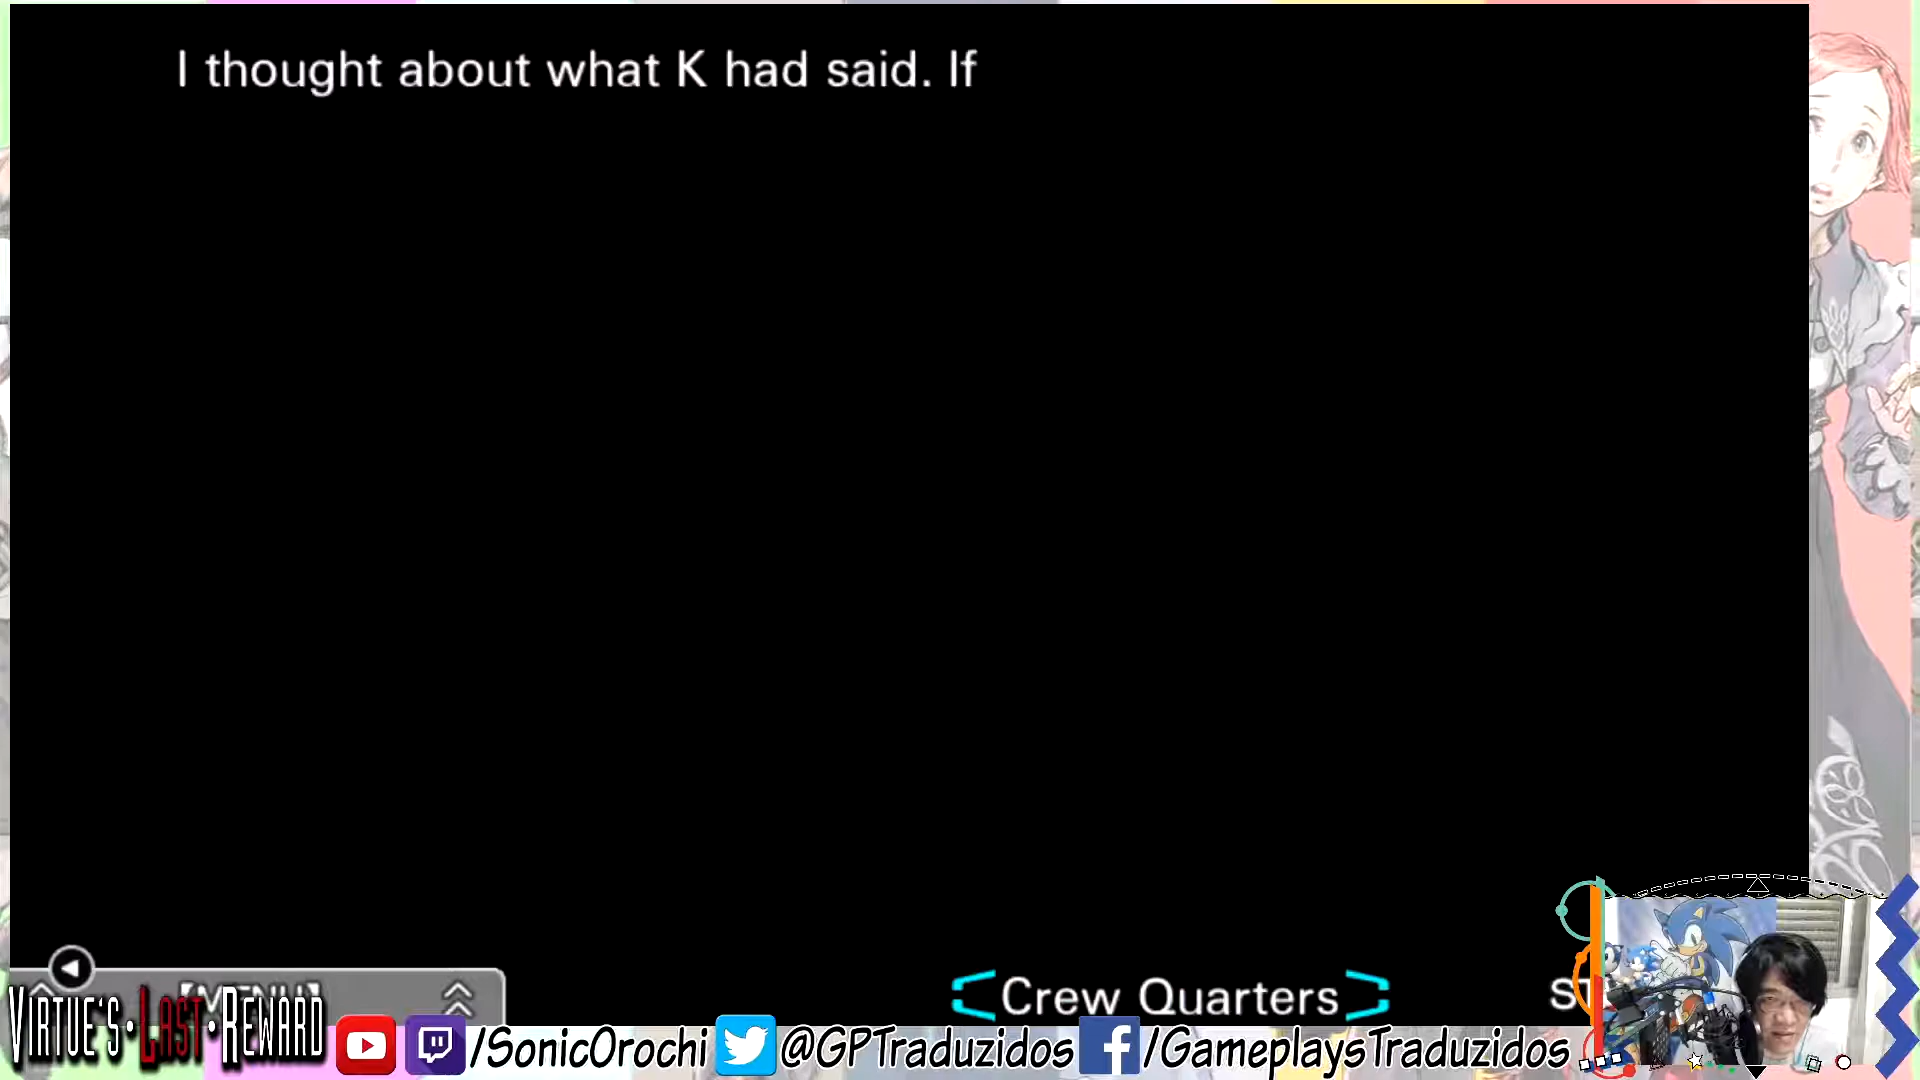 I thought about what K had said. If
Crew Quarters
VIRTUE'S·LAST·REWARD
/SonicOrochi
@GPTraduzidos
/GameplaysTraduzidos